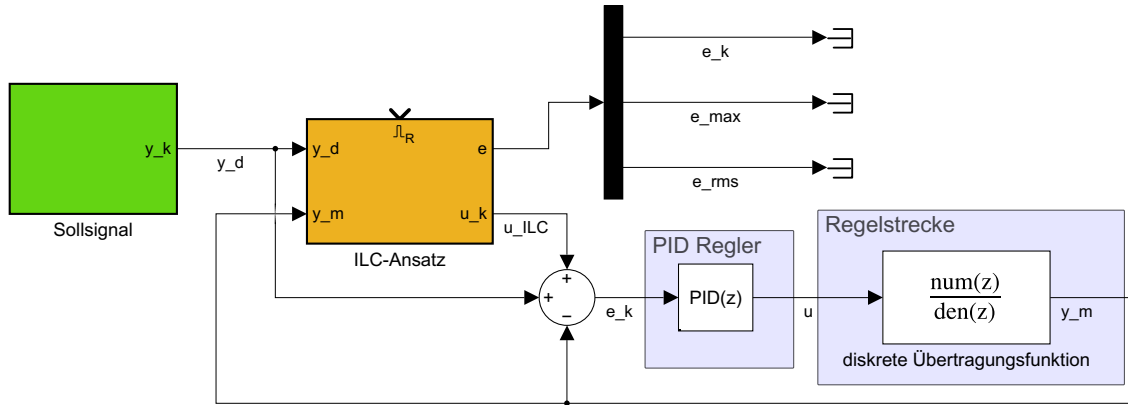 y_k
y_d
Sollsignal
R
y_d
e
y_m
u_k
ILC-Ansatz
u_ILC
e_k
e_max
e_rms
+
+
−
e_k
PID Regler
PID(z)
u
Regelstrecke
num(z)
den(z)
y_m
diskrete Übertragungsfunktion